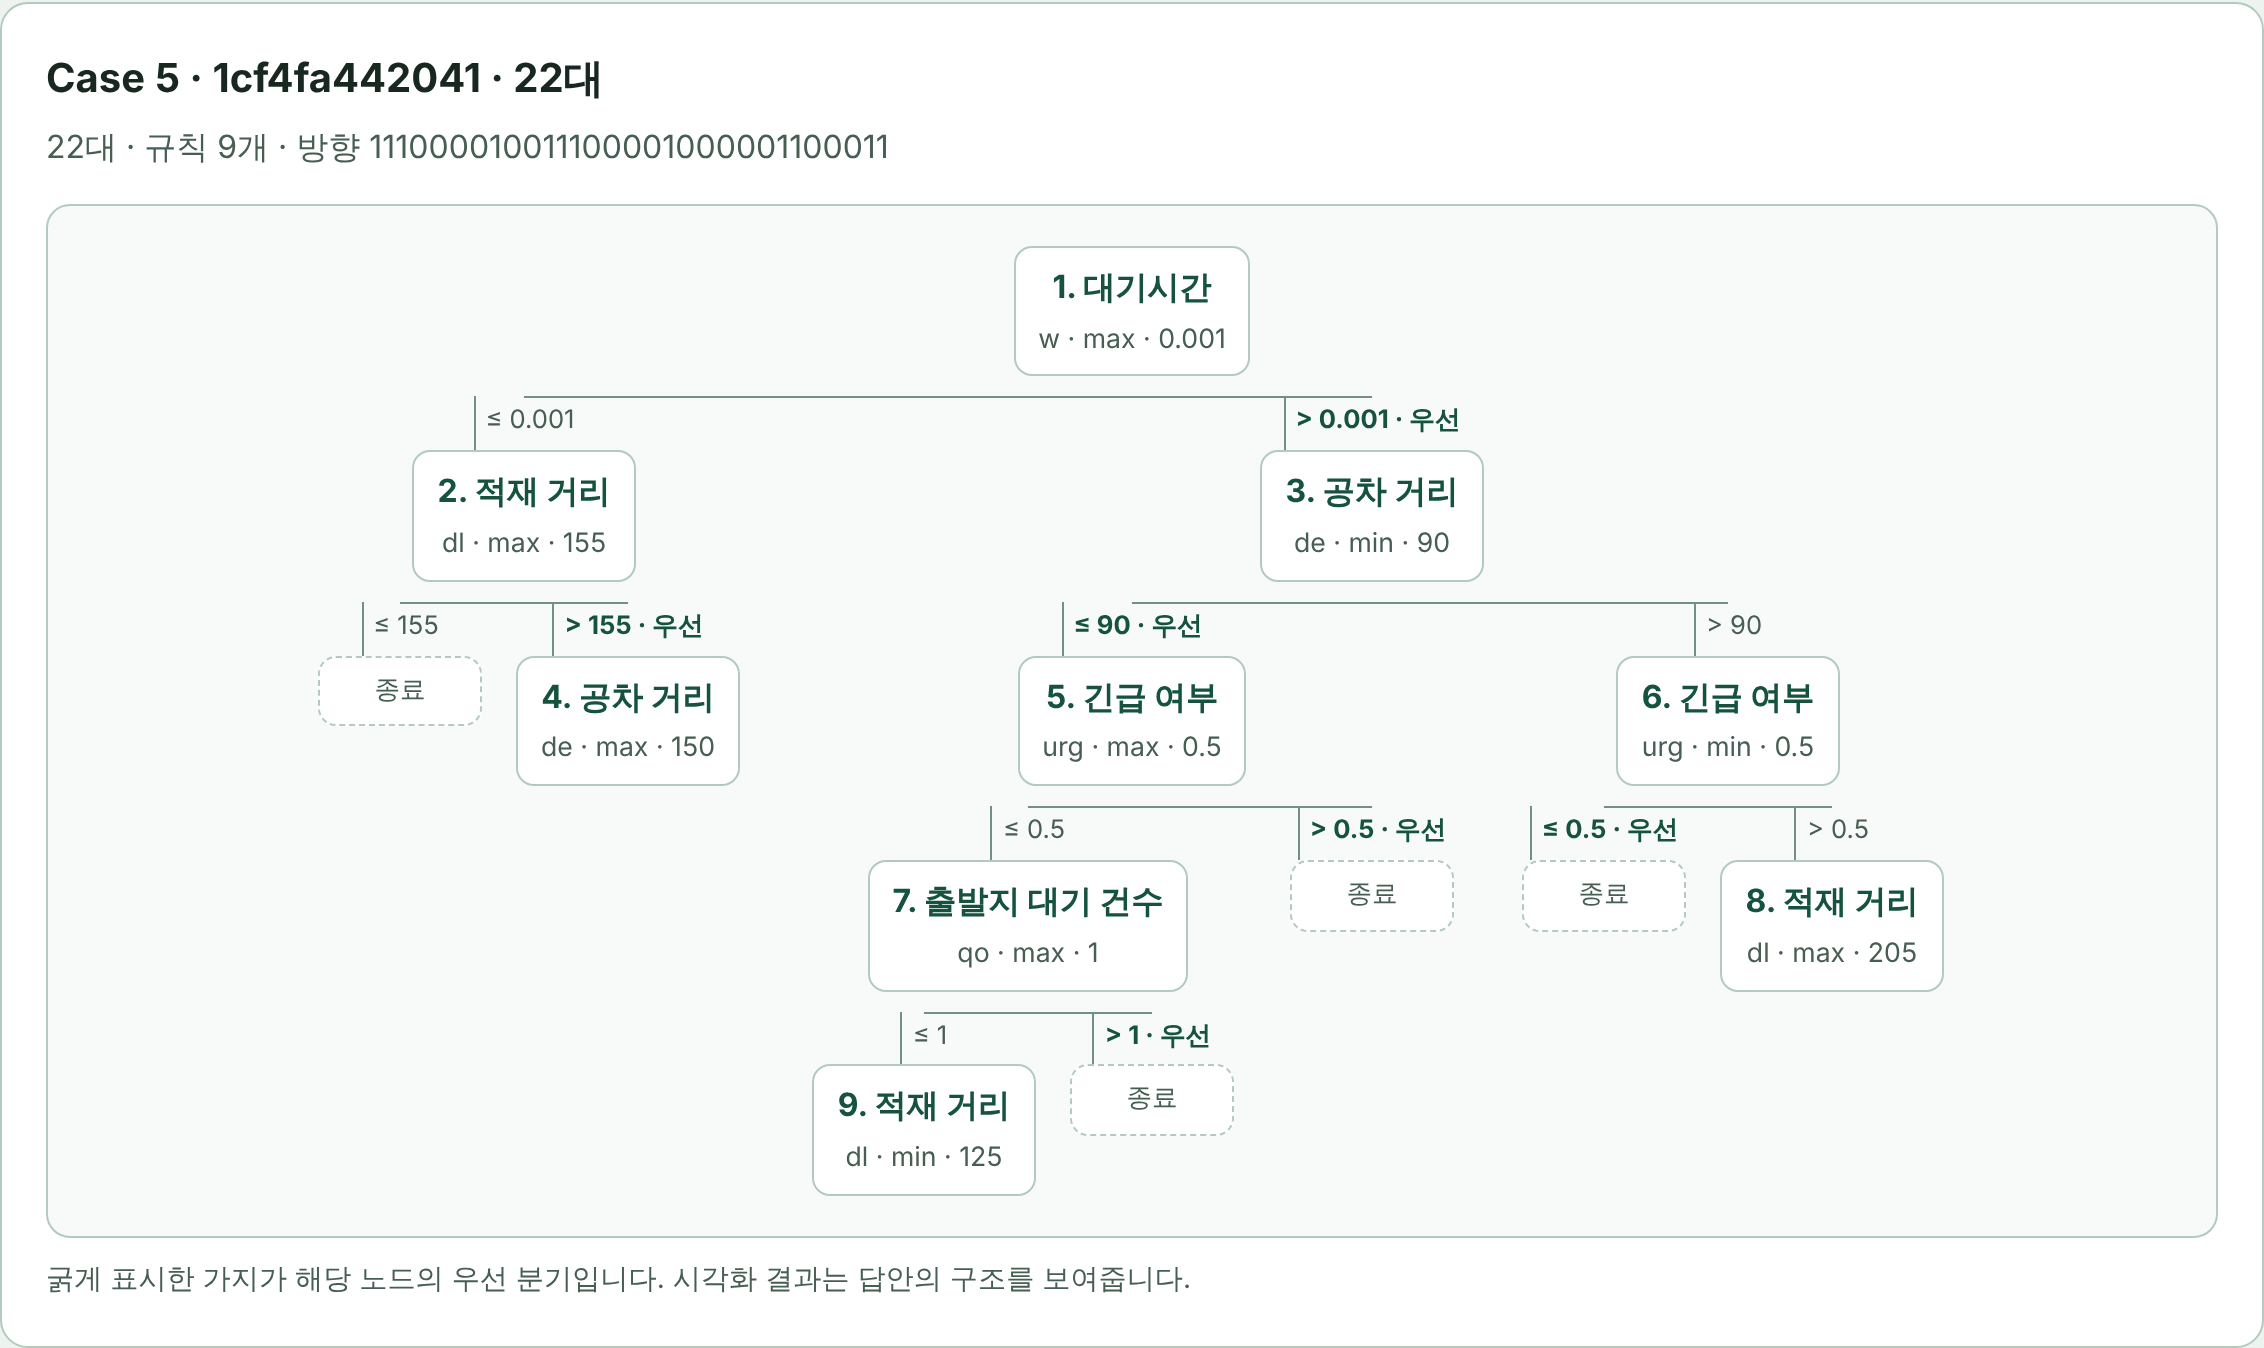 Case 5 · 1cf4fa442041 · 22대
22대 · 규칙 9개 · 방향 1110000100111000010000001100011
1. 대기시간
w · max · 0.001
≤ 0.001
> 0.001 · 우선
2. 적재 거리
dl · max · 155
3. 공차 거리
de · min · 90
≤ 155
> 155 · 우선
≤ 90 · 우선
> 90
종료
4. 공차 거리
de · max · 150
5. 긴급 여부
urg · max · 0.5
6. 긴급 여부
urg · min · 0.5
≤ 0.5
> 0.5 · 우선
≤ 0.5 · 우선
> 0.5
7. 출발지 대기 건수
qo · max · 1
종료
종료
8. 적재 거리
dl · max · 205
≤ 1
> 1 · 우선
9. 적재 거리
dl · min · 125
종료
굵게 표시한 가지가 해당 노드의 우선 분기입니다. 시각화 결과는 답안의 구조를 보여줍니다.